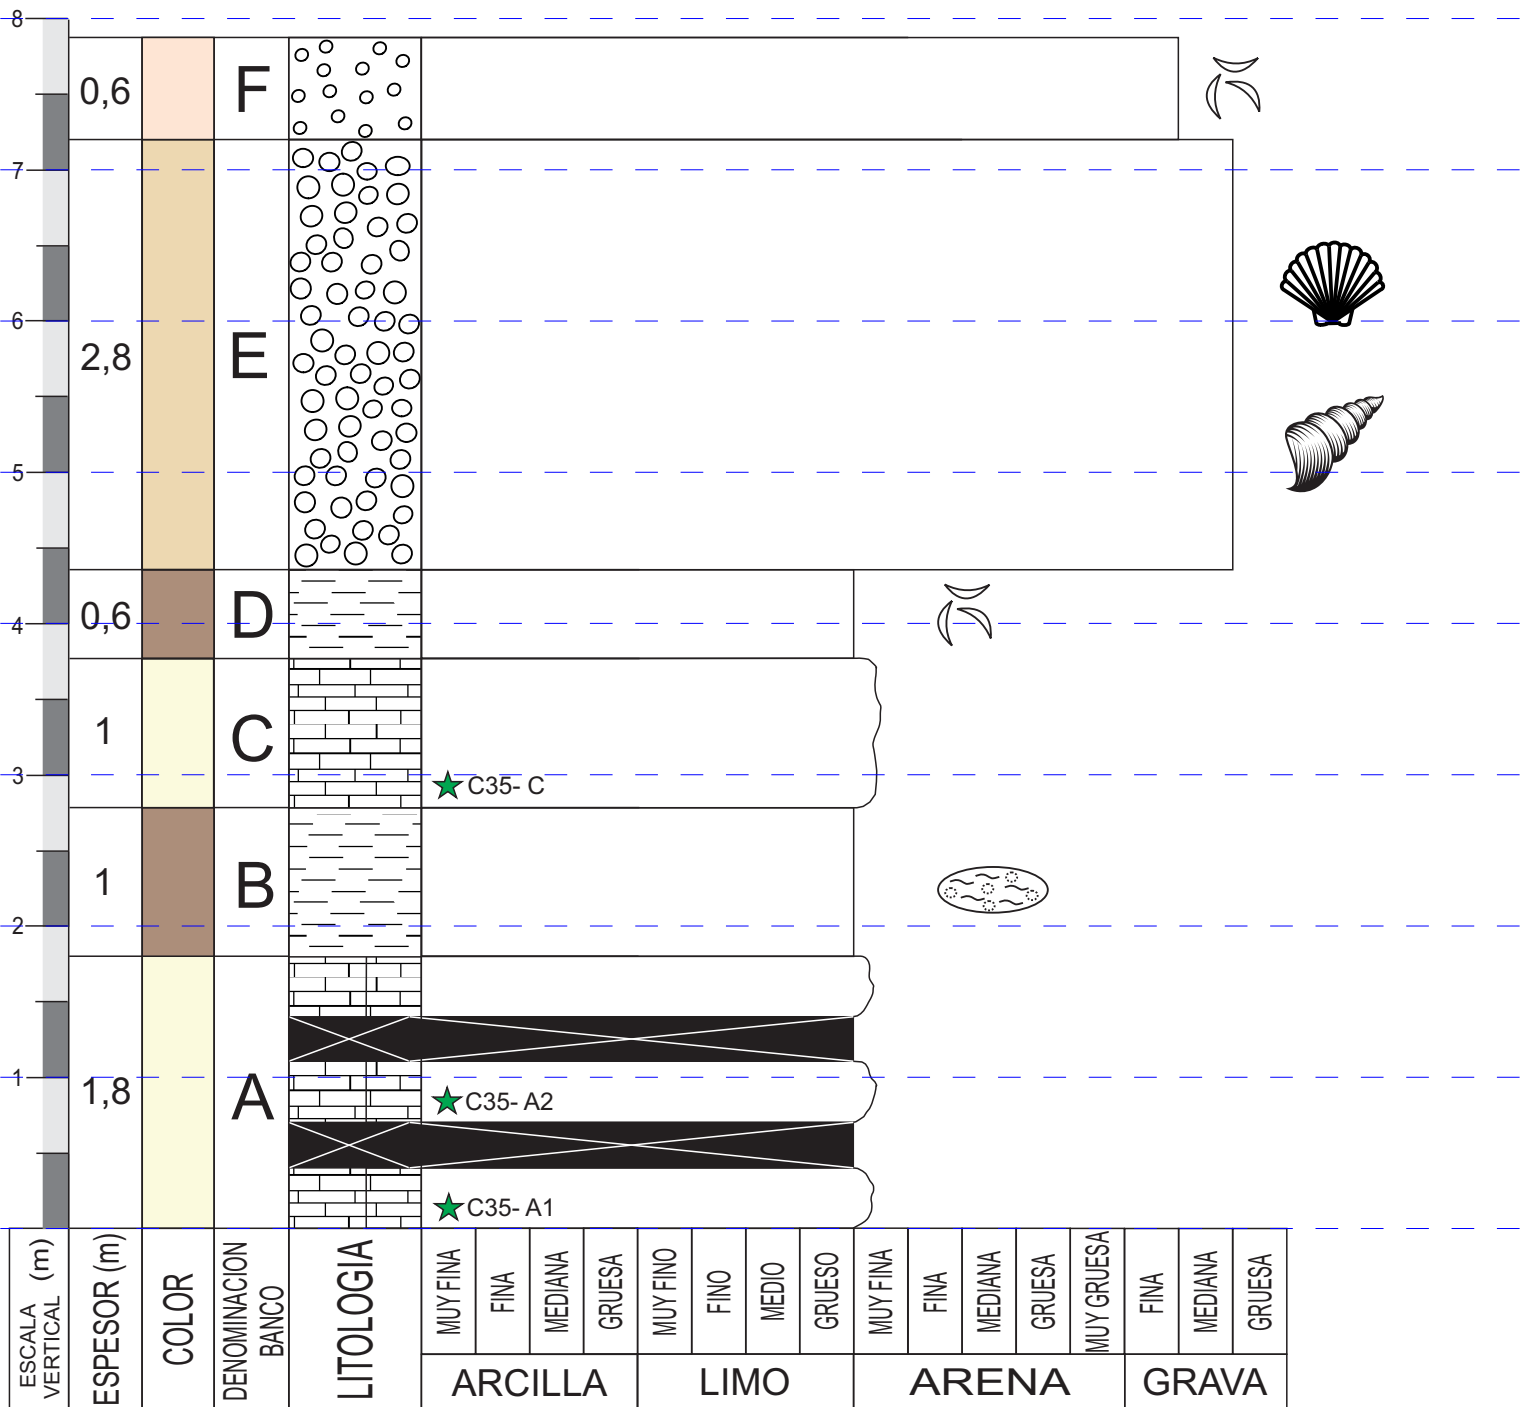 8
0,6
F
7
6
2,8
E
5
0,6
D
4
1
C
3
C35- C
1
B
2
1
1,8
A
C35- A2
C35- A1
ESCALA
VERTICAL (m)
ESPESOR (m)
COLOR
DENOMINACION
BANCO
LITOLOGIA
MUY FINA
FINA
MEDIANA
GRUESA
MUY FINO
FINO
MEDIO
GRUESO
MUY FINA
FINA
MEDIANA
GRUESA
MUY GRUESA
FINA
MEDIANA
GRUESA
ARCILLA
LIMO
ARENA
GRAVA